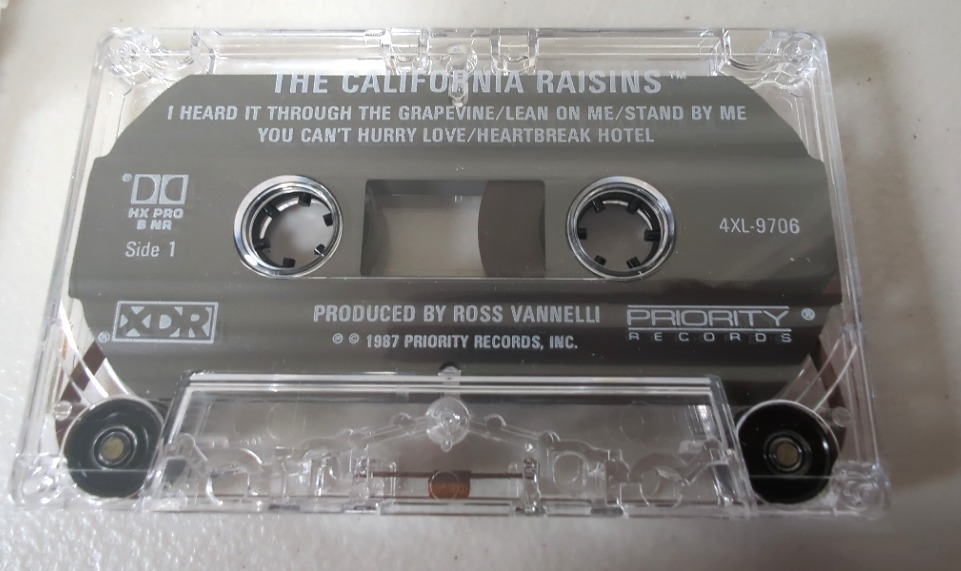 THE CALIFORNIA RAISINS™
I HEARD IT THROUGH THE GRAPEVINE/LEAN ON ME/STAND BY ME
YOU CAN'T HURRY LOVE/HEARTBREAK HOTEL
®
HX PRO
B NR
Side 1
4XL-9706
XDR
®
PRODUCED BY ROSS VANNELLI
℗ © 1987 PRIORITY RECORDS, INC.
PRIORITY ®
RECORDS